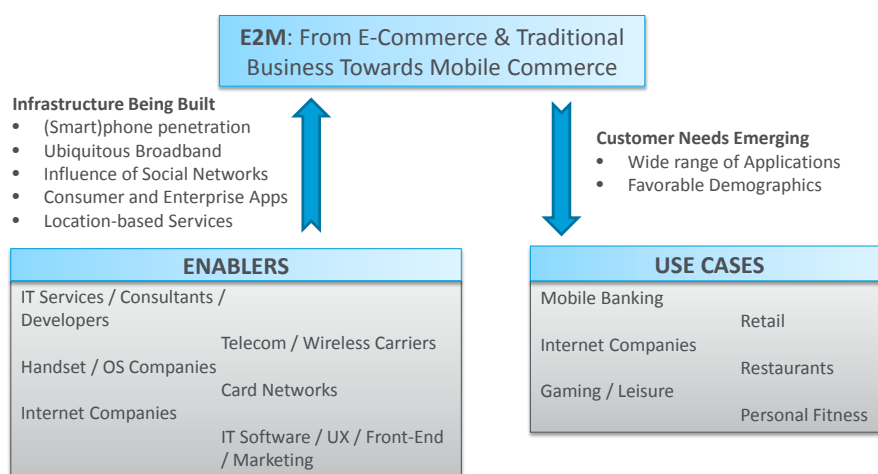 E2M: From E-Commerce & Traditional
Business Towards Mobile Commerce
Infrastructure Being Built
• (Smart)phone penetration
• Ubiquitous Broadband
• Influence of Social Networks
• Consumer and Enterprise Apps
• Location-based Services
Customer Needs Emerging
• Wide range of Applications
• Favorable Demographics
ENABLERS
IT Services / Consultants /
Developers
Telecom / Wireless Carriers
Handset / OS Companies
Card Networks
Internet Companies
IT Software / UX / Front-End
/ Marketing
USE CASES
Mobile Banking
Retail
Internet Companies
Restaurants
Gaming / Leisure
Personal Fitness